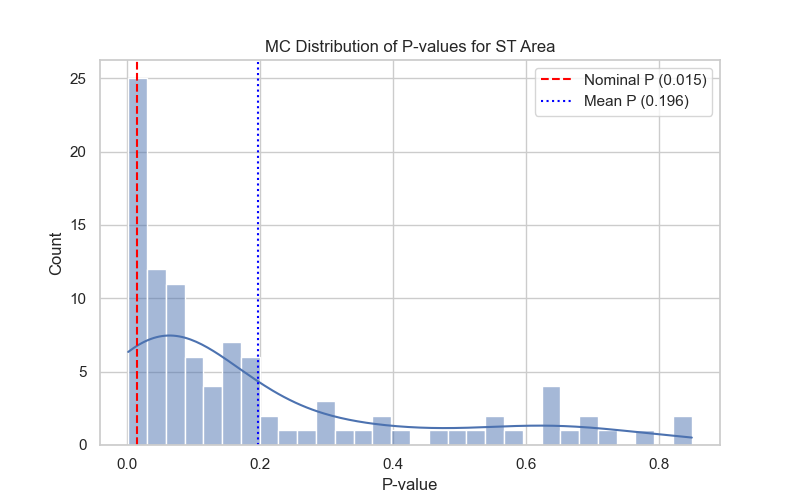 MC Distribution of P-values for ST Area
Nominal P (0.015)
Mean P (0.196)
25
20
15
10
5
0
Count
0.0 0.2 0.4 0.6 0.8
P-value